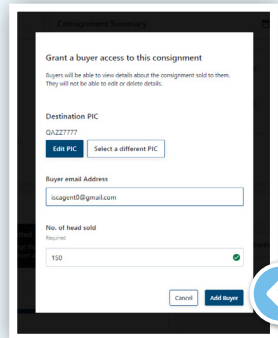 Consignment Summary
Grant a buyer access to this consignment
Buyers will be able to view details about the consignment sold to them.
They will not be able to edit or delete details.
Destination PIC
QAZZ7777
Edit PIC Select a different PIC
Buyer email Address
iscagent0@gmail.com
No. of head sold
Required
150
Cancel Add Buyer